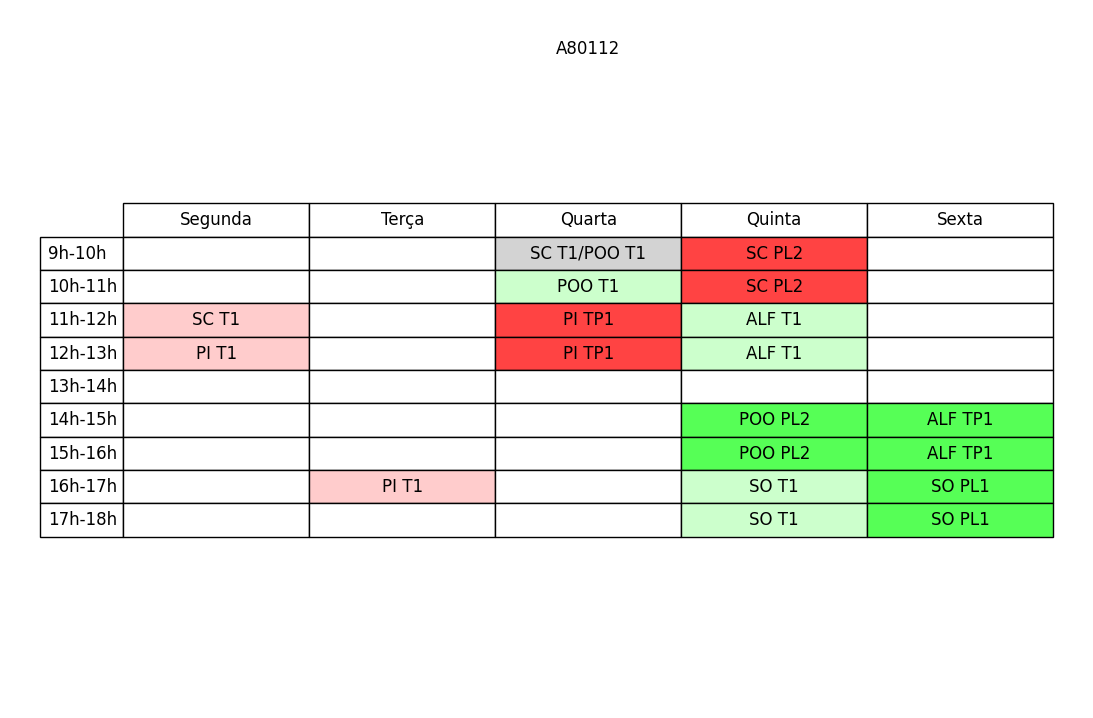 A80112
Segunda Terça Quarta Quinta Sexta
9h-10h SC T1/POO T1 SC PL2
10h-11h POO T1 SC PL2
11h-12h SC T1 PI TP1 ALF T1
12h-13h PI T1 PI TP1 ALF T1
13h-14h
14h-15h POO PL2 ALF TP1
15h-16h POO PL2 ALF TP1
16h-17h PI T1 SO T1 SO PL1
17h-18h SO T1 SO PL1